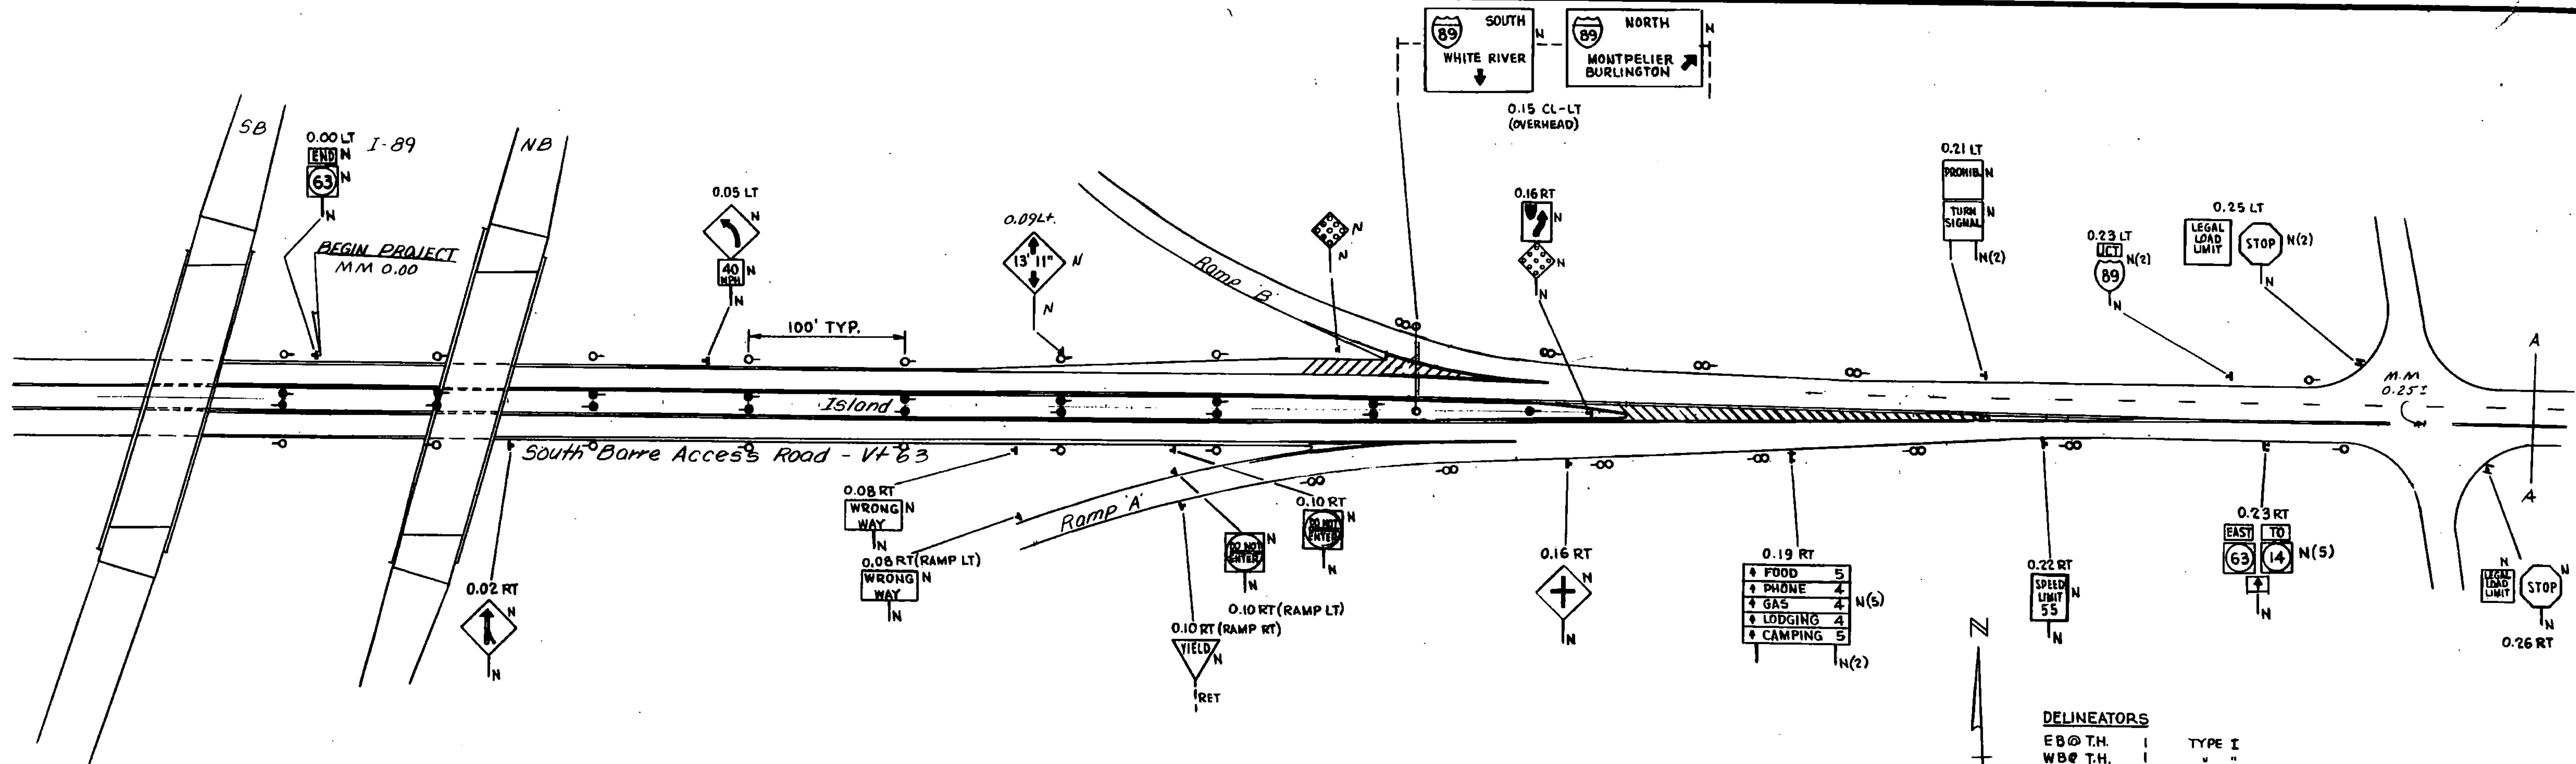 SOUTH
N
89
WHITE RIVER
NORTH
N
89
MONTPELIER
BURLINGTON
0.15 CL-LT
(OVERHEAD)
SB
0.00 LT
END N
63 N
N
I-89
NB
BEGIN PROJECT
MM 0.00
0.05 LT
N
40 MPH N
N
0.09Lt.
13' 11" N
N
100' TYP.
Ramp 'B'
N
N
0.16 RT
N
N
N
0.21 LT
PROHIB. N
TURN SIGNAL N
N(2)
0.23 LT
JCT N(2)
89
N
0.25 LT
LEGAL LOAD LIMIT
STOP N(2)
N
A
M.M
0.25±
A
Island
South Barre Access Road - Vt 63
0.02 RT
N
N
0.08 RT
WRONG WAY N
N
0.08 RT (RAMP LT)
WRONG WAY N
N
Ramp 'A'
0.10 RT
DO NOT ENTER N
N
DO NOT ENTER N
N
0.10 RT (RAMP LT)
0.10 RT (RAMP RT)
YIELD N
RET
0.16 RT
N
N
0.19 RT
FOOD 5
PHONE 4
GAS 4
LODGING 4
CAMPING 5
N(5)
N(2)
0.22 RT
SPEED LIMIT 55 N
N
0.23 RT
EAST TO
63 14 N(5)
N
N
LEGAL LOAD LIMIT
STOP N
N
0.26 RT
N
DELINEATORS
EB@ T.H. 1 TYPE I
WB@ T.H. 1 " "